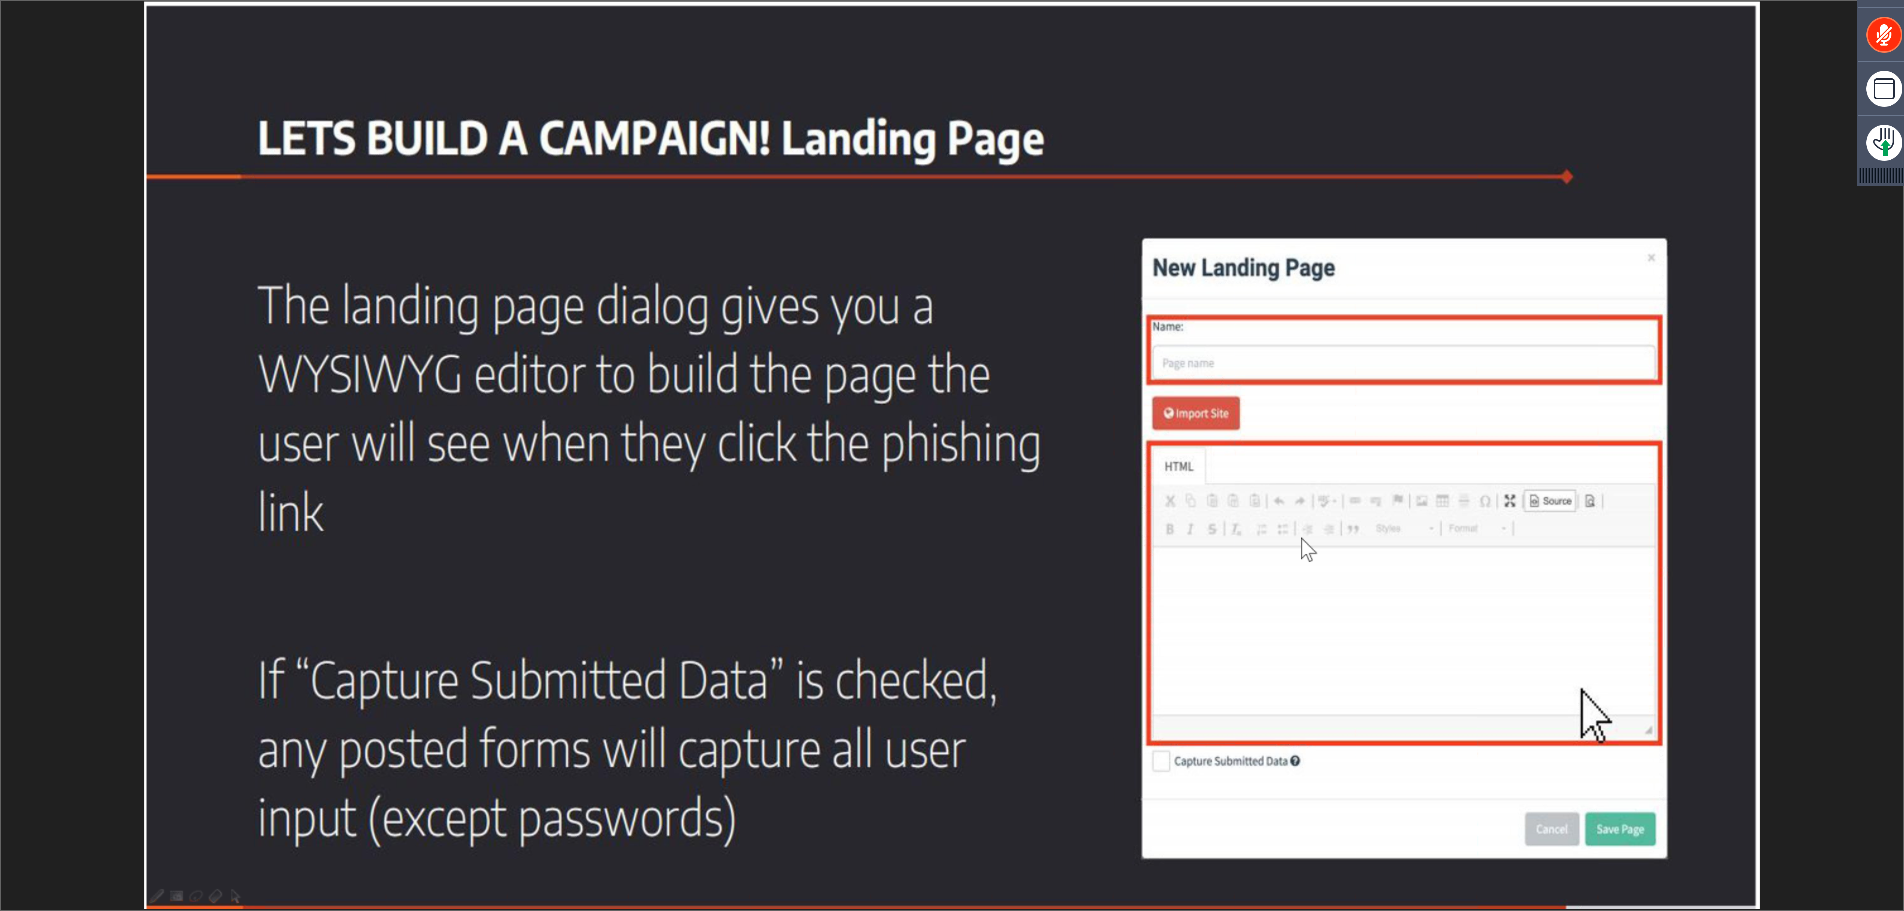 LETS BUILD A CAMPAIGN! Landing Page
The landing page dialog gives you a
WYSIWYG editor to build the page the
user will see when they click the phishing
link
If “Capture Submitted Data” is checked,
any posted forms will capture all user
input (except passwords)
New Landing Page
Name:
Page name
Import Site
HTML
Source
Styles Format
Capture Submitted Data
Cancel Save Page